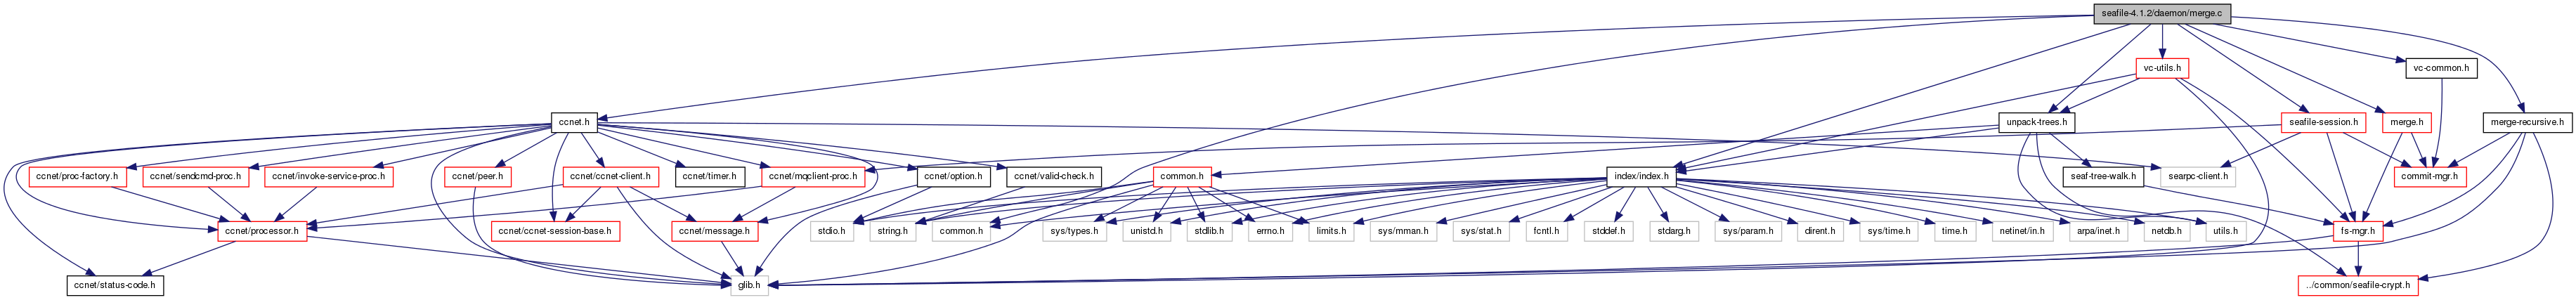 seafile-4.1.2/daemon/merge.c
vc-utils.h
vc-common.h
ccnet.h
unpack-trees.h
seafile-session.h
merge.h
merge-recursive.h
ccnet/proc-factory.h
ccnet/sendcmd-proc.h
ccnet/invoke-service-proc.h
ccnet/peer.h
ccnet/ccnet-client.h
ccnet/timer.h
ccnet/mqclient-proc.h
ccnet/option.h
ccnet/valid-check.h
common.h
index/index.h
seaf-tree-walk.h
searpc-client.h
commit-mgr.h
ccnet/processor.h
ccnet/ccnet-session-base.h
ccnet/message.h
stdio.h
string.h
common.h
sys/types.h
unistd.h
stdlib.h
errno.h
limits.h
sys/mman.h
sys/stat.h
fcntl.h
stddef.h
stdarg.h
sys/param.h
dirent.h
sys/time.h
time.h
netinet/in.h
arpa/inet.h
netdb.h
utils.h
fs-mgr.h
ccnet/status-code.h
glib.h
../common/seafile-crypt.h